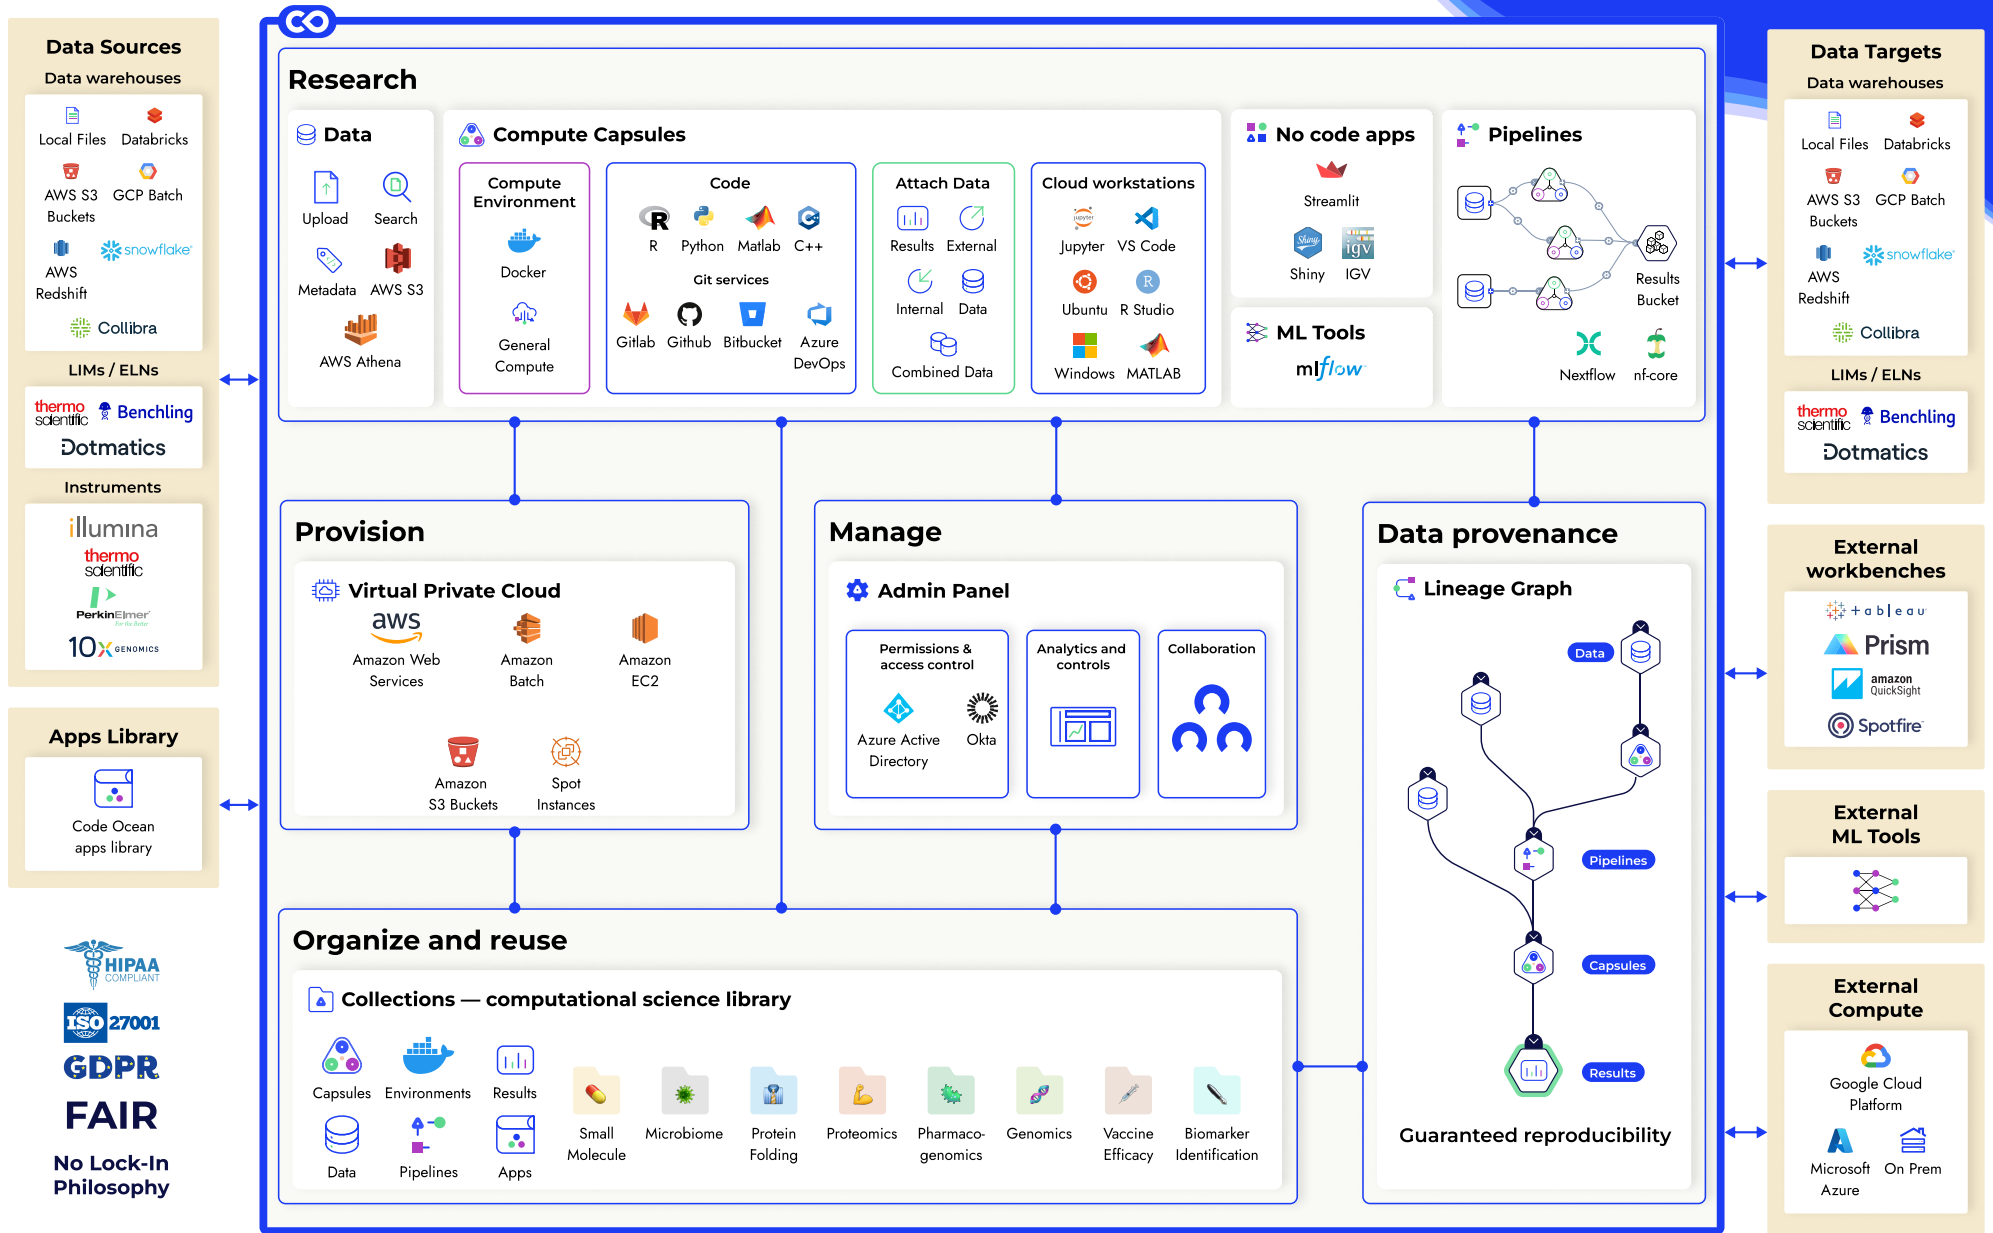 Data Sources
Data warehouses
Local Files
Databricks
AWS S3
Buckets
GCP Batch
AWS
Redshift
snowflake
Collibra
LIMs / ELNs
thermo
scientific
Benchling
Dotmatics
Instruments
illumina
thermo
scientific
PerkinElmer
For the Better
10X GENOMICS
Apps Library
Code Ocean
apps library
HIPAA
COMPLIANT
ISO 27001
GDPR
FAIR
No Lock-In
Philosophy
Research
Data
Upload
Search
Metadata
AWS S3
AWS Athena
Compute Capsules
Compute
Environment
Docker
General
Compute
Code
R
Python
Matlab
C++
Git services
Gitlab
Github
Bitbucket
Azure
DevOps
Attach Data
Results
External
Internal
Data
Combined Data
Cloud workstations
Jupyter
VS Code
Ubuntu
R Studio
Windows
MATLAB
No code apps
Streamlit
Shiny
IGV
ML Tools
mlflow
Pipelines
Results
Bucket
Nextflow
nf-core
Provision
Virtual Private Cloud
aws
Amazon Web
Services
Amazon
Batch
Amazon
EC2
Amazon
S3 Buckets
Spot
Instances
Manage
Admin Panel
Permissions &
access control
Azure Active
Directory
Okta
Analytics and
controls
Collaboration
Data provenance
Lineage Graph
Data
Pipelines
Capsules
Results
Guaranteed reproducibility
Organize and reuse
Collections — computational science library
Capsules
Environments
Results
Data
Pipelines
Apps
Small
Molecule
Microbiome
Protein
Folding
Proteomics
Pharmaco-
genomics
Genomics
Vaccine
Efficacy
Biomarker
Identification
Data Targets
Data warehouses
Local Files
Databricks
AWS S3
Buckets
GCP Batch
AWS
Redshift
snowflake
Collibra
LIMs / ELNs
thermo
scientific
Benchling
Dotmatics
External
workbenches
+ableau
Prism
amazon
QuickSight
Spotfire
External
ML Tools
External
Compute
Google Cloud
Platform
Microsoft
Azure
On Prem